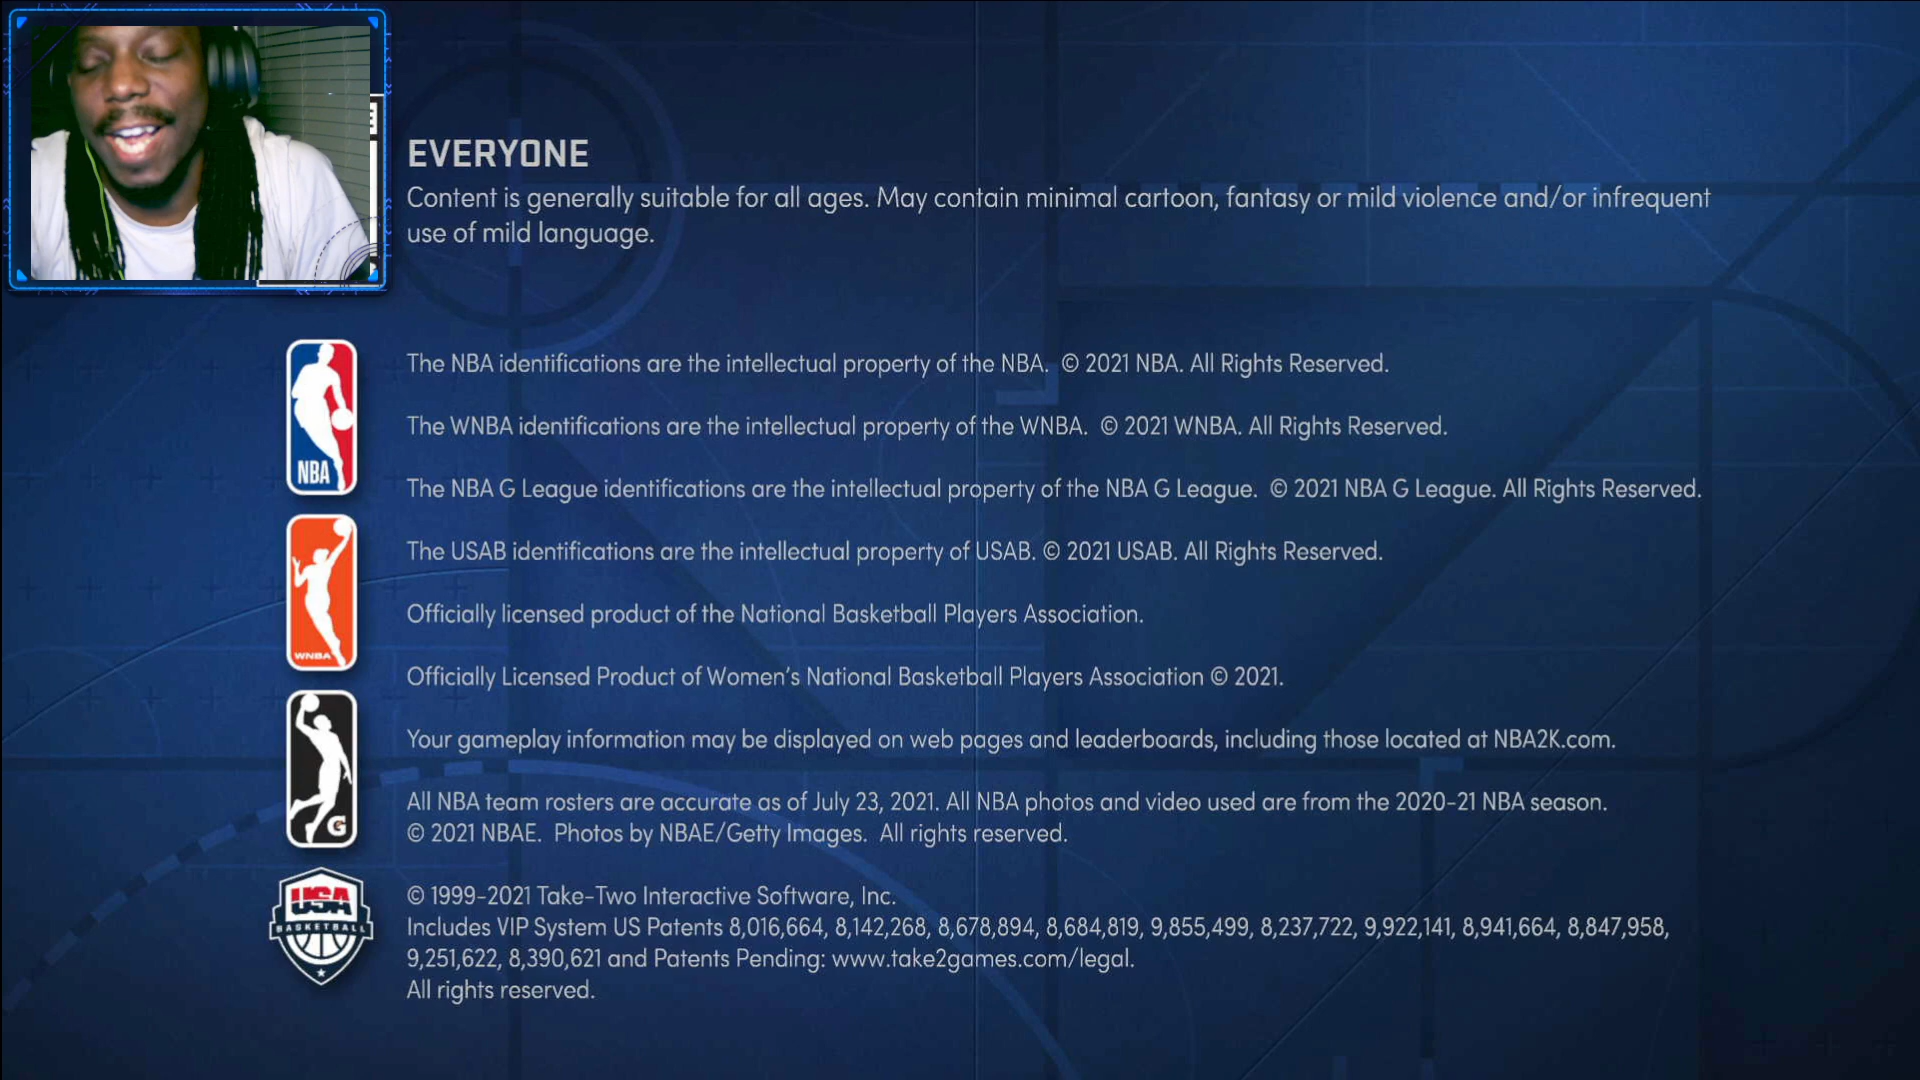 EVERYONE
Content is generally suitable for all ages. May contain minimal cartoon, fantasy or mild violence and/or infrequent
use of mild language.
The NBA identifications are the intellectual property of the NBA.  © 2021 NBA. All Rights Reserved.
NBA
The WNBA identifications are the intellectual property of the WNBA.  © 2021 WNBA. All Rights Reserved.
The NBA G League identifications are the intellectual property of the NBA G League.  © 2021 NBA G League. All Rights Reserved.
WNBA
The USAB identifications are the intellectual property of USAB. © 2021 USAB. All Rights Reserved.
Officially licensed product of the National Basketball Players Association.
Officially Licensed Product of Women's National Basketball Players Association © 2021.
G
Your gameplay information may be displayed on web pages and leaderboards, including those located at NBA2K.com.
All NBA team rosters are accurate as of July 23, 2021. All NBA photos and video used are from the 2020-21 NBA season.
© 2021 NBAE.  Photos by NBAE/Getty Images.  All rights reserved.
USA
BASKETBALL
© 1999-2021 Take-Two Interactive Software, Inc.
Includes VIP System US Patents 8,016,664, 8,142,268, 8,678,894, 8,684,819, 9,855,499, 8,237,722, 9,922,141, 8,941,664, 8,847,958,
9,251,622, 8,390,621 and Patents Pending: www.take2games.com/legal.
All rights reserved.